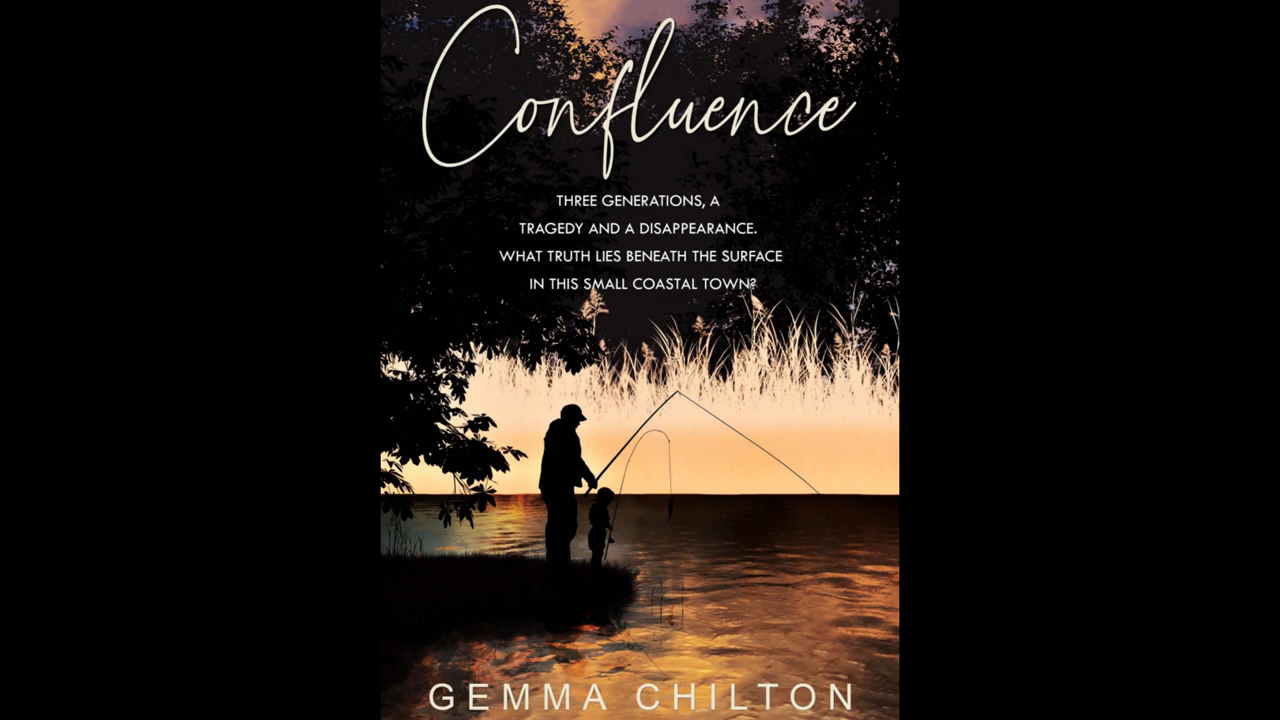 Confluence
THREE GENERATIONS, A
TRAGEDY AND A DISAPPEARANCE.
WHAT TRUTH LIES BENEATH THE SURFACE
IN THIS SMALL COASTAL TOWN?
GEMMA CHILTON